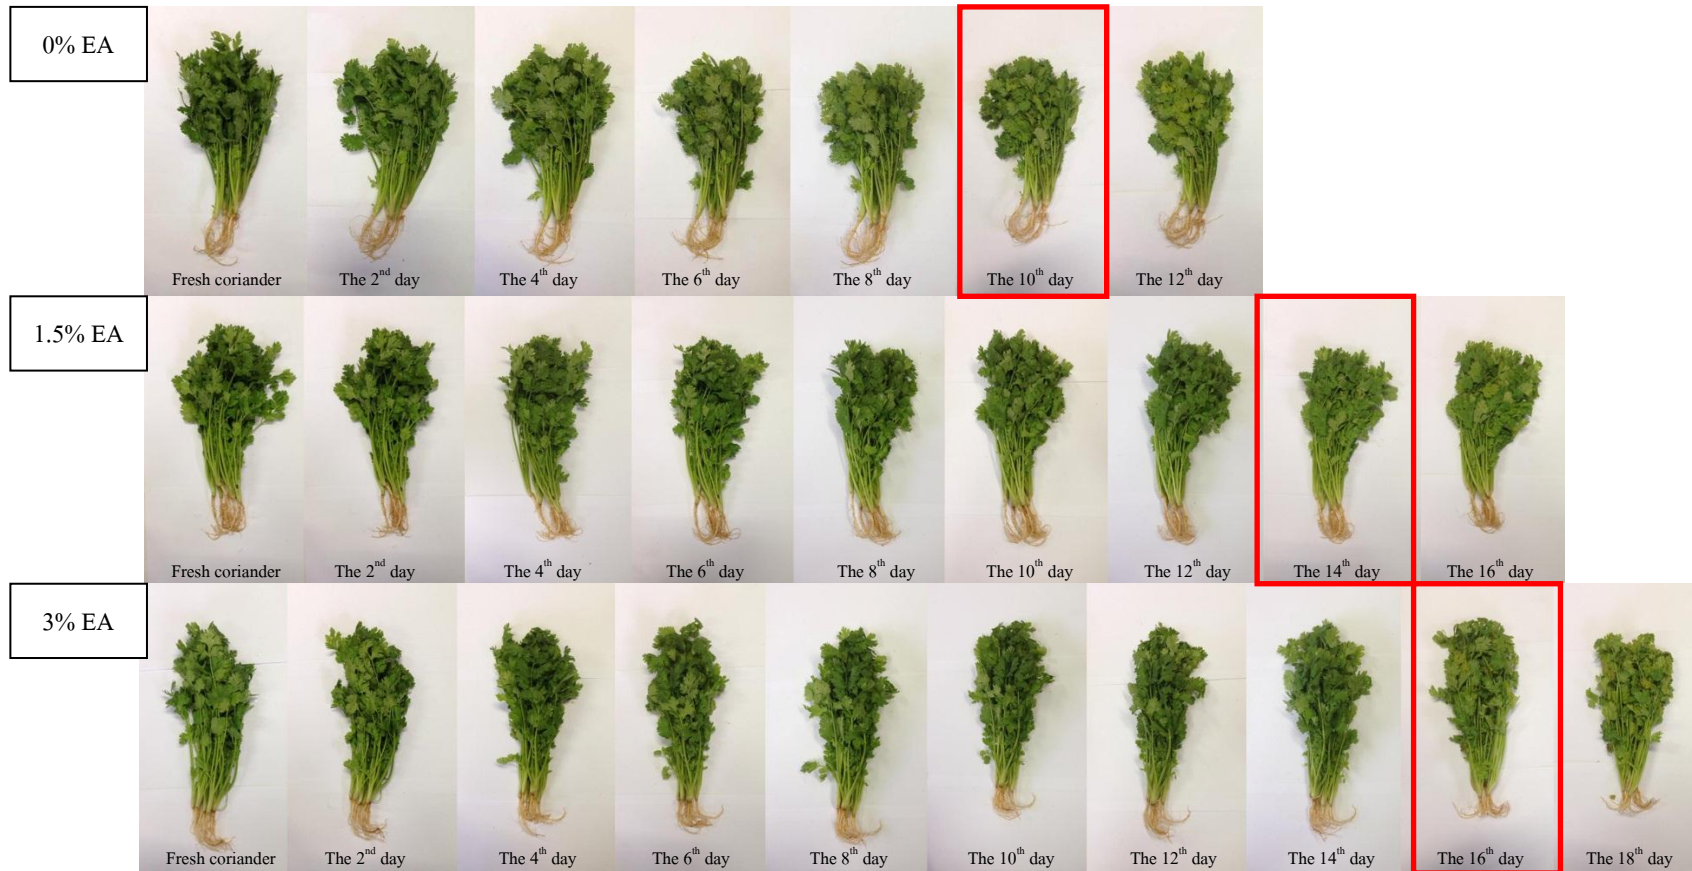 0% EA
Fresh coriander
The 2nd day
The 4th day
The 6th day
The 8th day
The 10th day
The 12th day
1.5% EA
Fresh coriander
The 2nd day
The 4th day
The 6th day
The 8th day
The 10th day
The 12th day
The 14th day
The 16th day
3% EA
Fresh coriander
The 2nd day
The 4th day
The 6th day
The 8th day
The 10th day
The 12th day
The 14th day
The 16th day
The 18th day